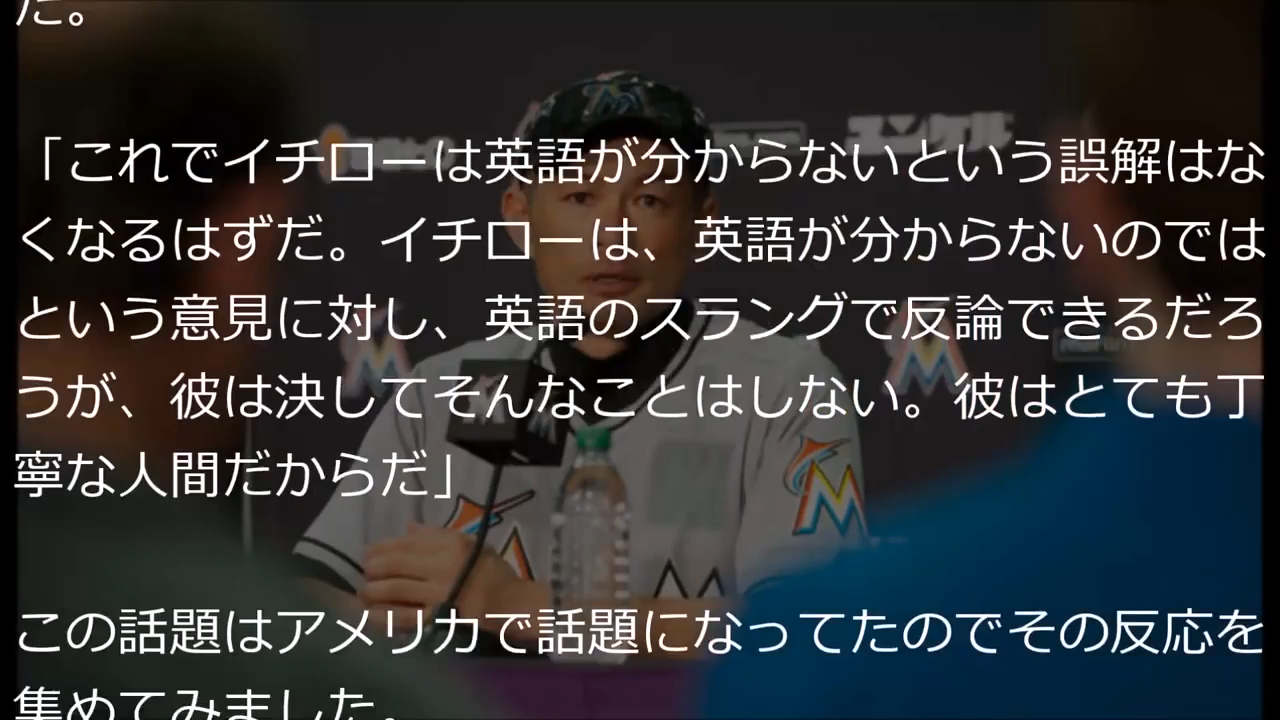 た。
「これでイチローは英語が分からないという誤解はな
くなるはずだ。イチローは、英語が分からないのでは
という意見に対し、英語のスラングで反論できるだろ
うが、彼は決してそんなことはしない。彼はとても丁
寧な人間だからだ」
この話題はアメリカで話題になってたのでその反応を
集めてみました。
ユンケル